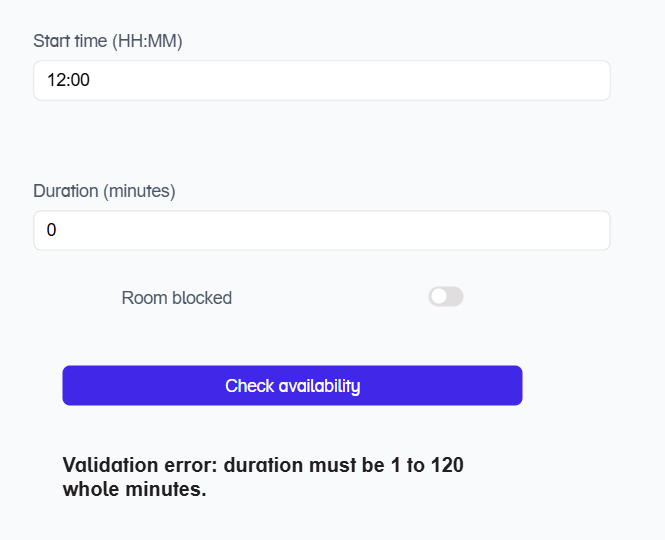 Start time (HH:MM)
12:00
Duration (minutes)
0
Room blocked
Check availability
Validation error: duration must be 1 to 120
whole minutes.